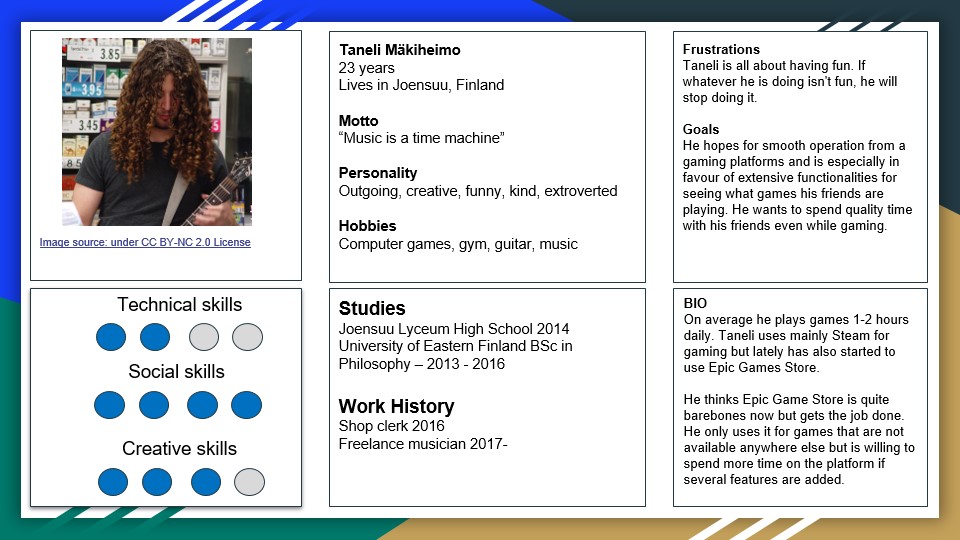 Special Price 3.85
3.95
3.45
Image source: under CC BY-NC 2.0 License
Taneli Mäkiheimo
23 years
Lives in Joensuu, Finland
Motto
“Music is a time machine”
Personality
Outgoing, creative, funny, kind, extroverted
Hobbies
Computer games, gym, guitar, music
Frustrations
Taneli is all about having fun. If
whatever he is doing isn’t fun, he will
stop doing it.
Goals
He hopes for smooth operation from a
gaming platforms and is especially in
favour of extensive functionalities for
seeing what games his friends are
playing. He wants to spend quality time
with his friends even while gaming.
Technical skills
Social skills
Creative skills
Studies
Joensuu Lyceum High School 2014
University of Eastern Finland BSc in
Philosophy – 2013 - 2016
Work History
Shop clerk 2016
Freelance musician 2017-
BIO
On average he plays games 1-2 hours
daily. Taneli uses mainly Steam for
gaming but lately has also started to
use Epic Games Store.
He thinks Epic Game Store is quite
barebones now but gets the job done.
He only uses it for games that are not
available anywhere else but is willing to
spend more time on the platform if
several features are added.